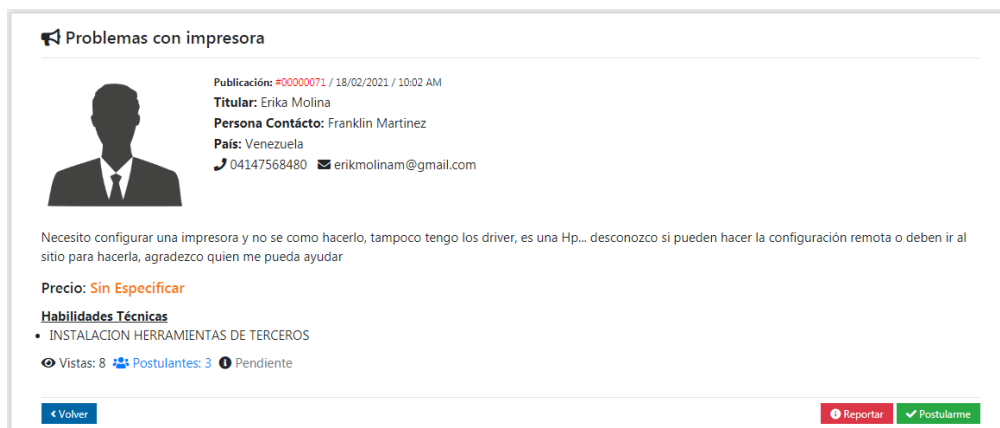 Problemas con impresora
Publicación: #00000071 / 18/02/2021 / 10:02 AM
Titular: Erika Molina
Persona Contácto: Franklin Martinez
País: Venezuela
04147568480 erikmolinam@gmail.com
Necesito configurar una impresora y no se como hacerlo, tampoco tengo los driver, es una Hp... desconozco si pueden hacer la configuración remota o deben ir al
sitio para hacerla, agradezco quien me pueda ayudar
Precio: Sin Especificar
Habilidades Técnicas
• INSTALACION HERRAMIENTAS DE TERCEROS
Vistas: 8 Postulantes: 3 Pendiente
Volver Reportar Postularme